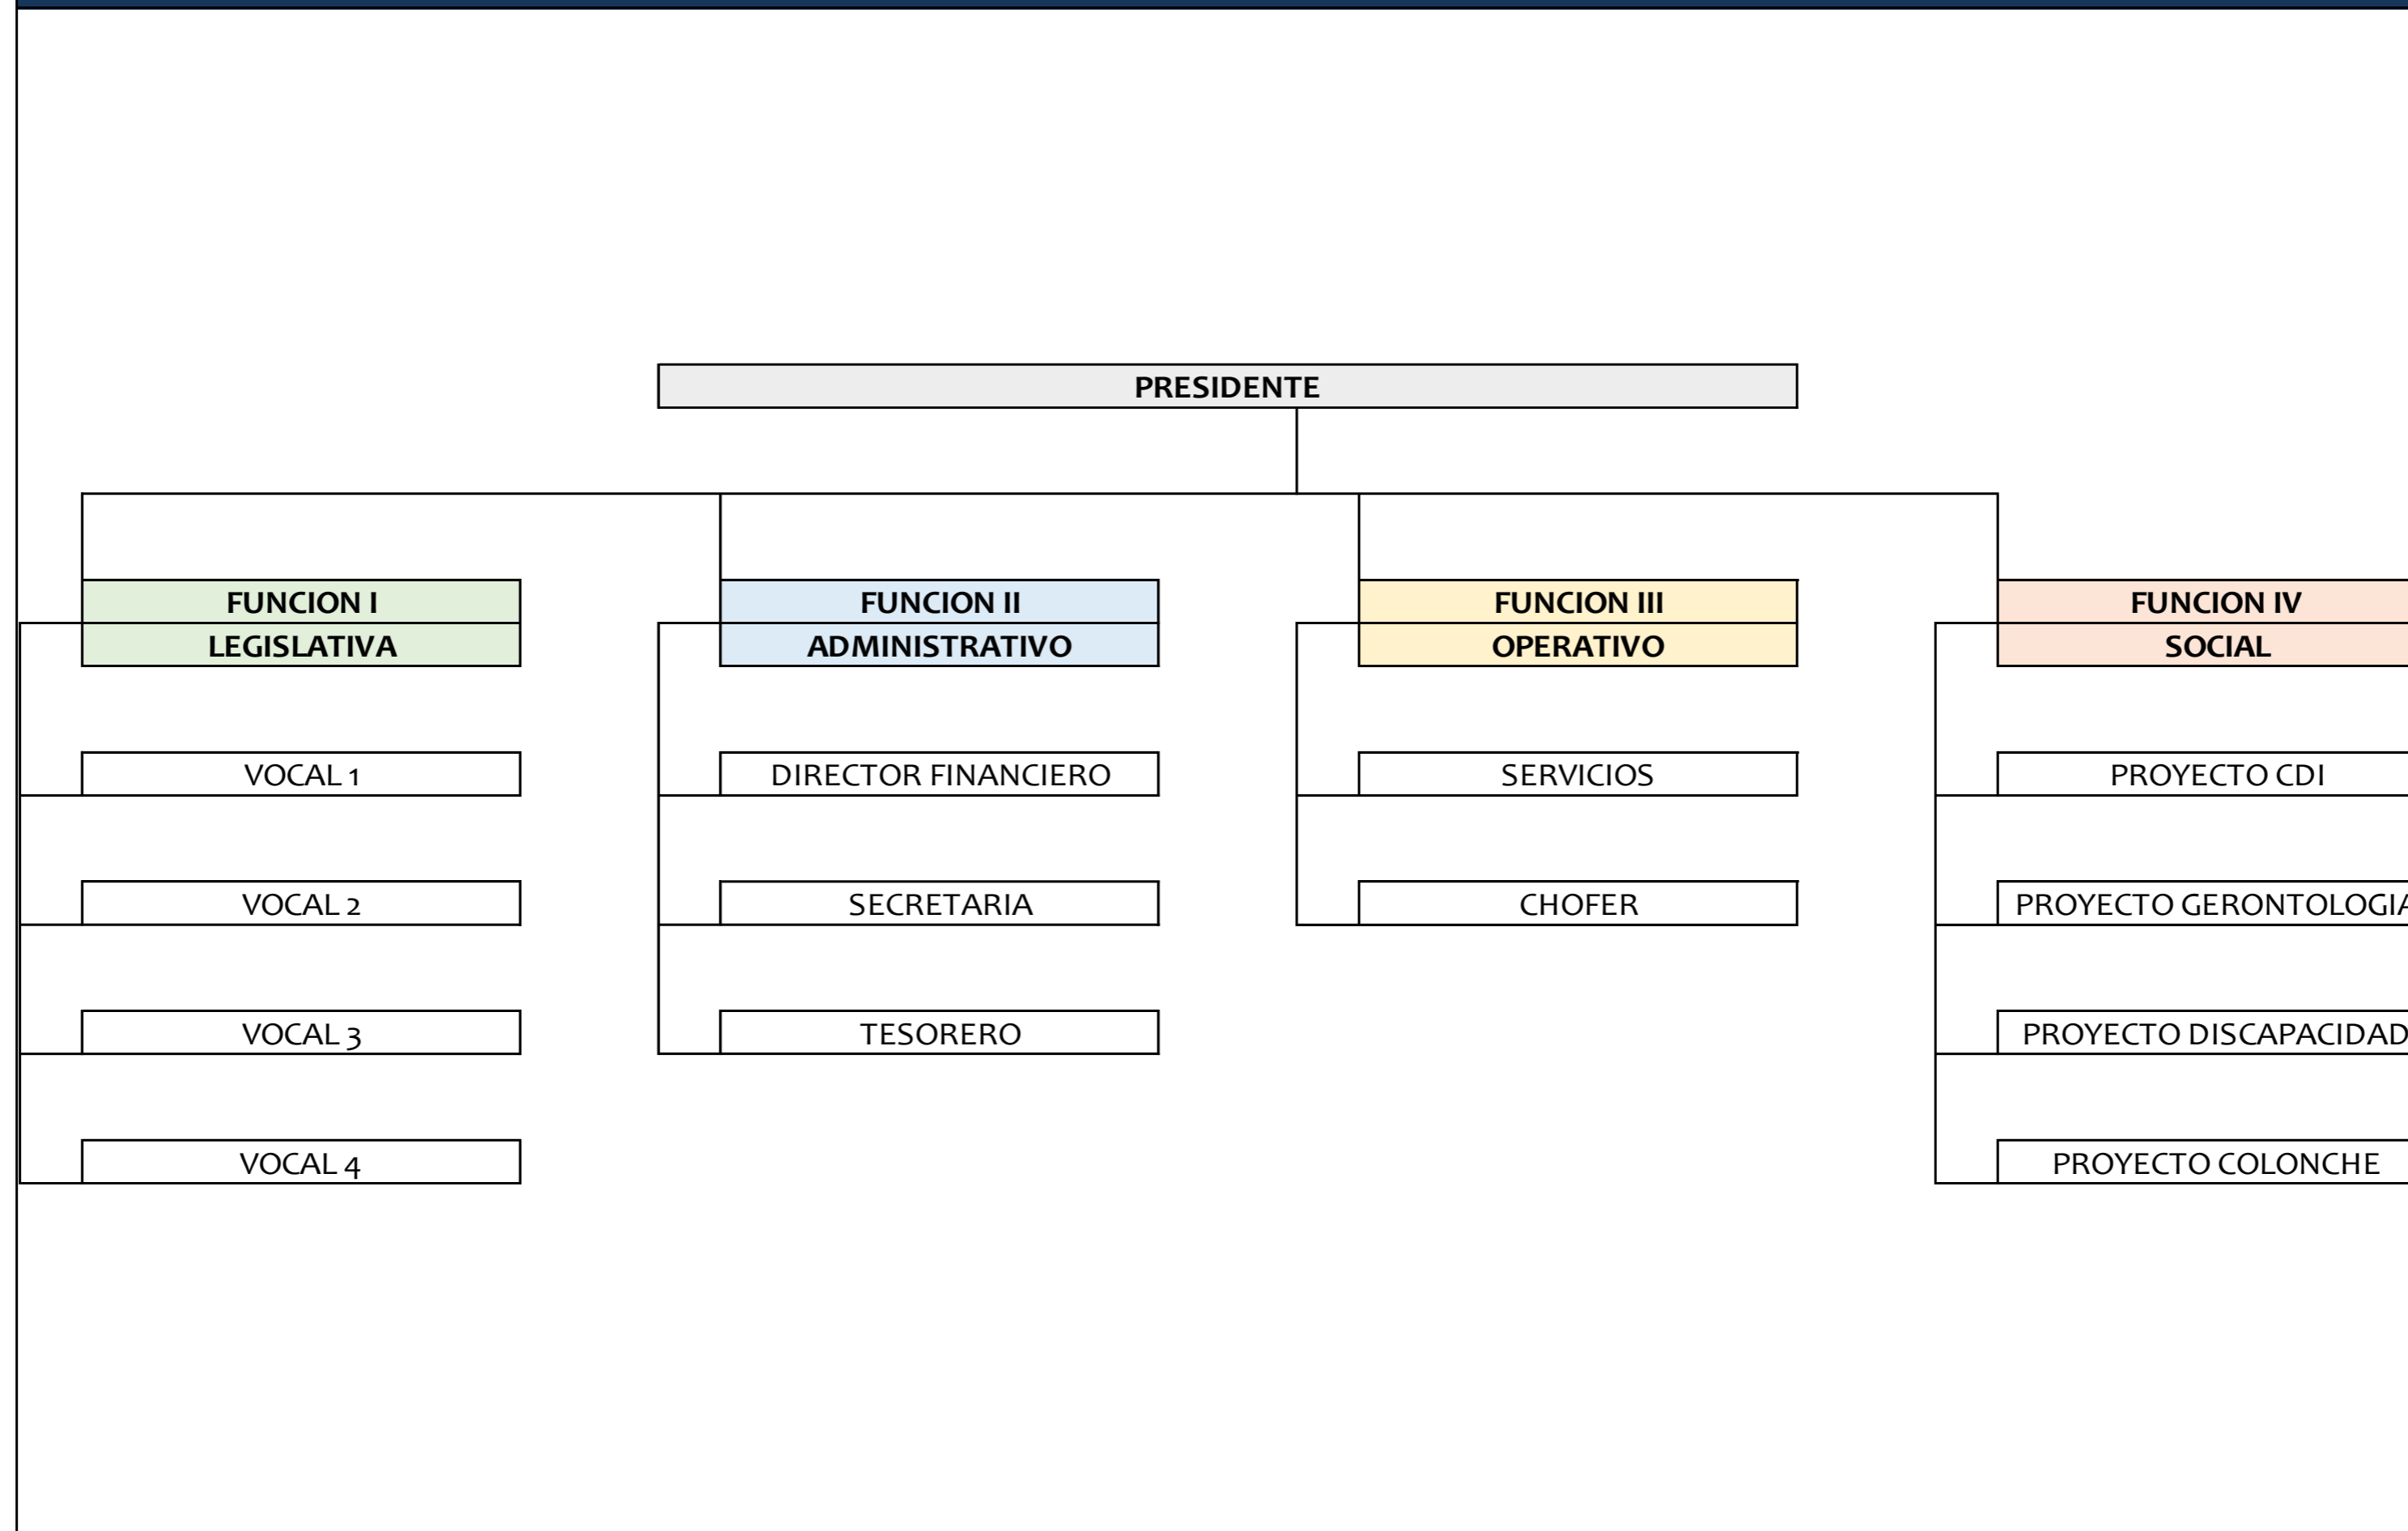 PRESIDENTE
FUNCION I
LEGISLATIVA
VOCAL 1
VOCAL 2
VOCAL 3
VOCAL 4
FUNCION II
ADMINISTRATIVO
DIRECTOR FINANCIERO
SECRETARIA
TESORERO
FUNCION III
OPERATIVO
SERVICIOS
CHOFER
FUNCION IV
SOCIAL
PROYECTO CDI
PROYECTO GERONTOLOGIA
PROYECTO DISCAPACIDAD
PROYECTO COLONCHE